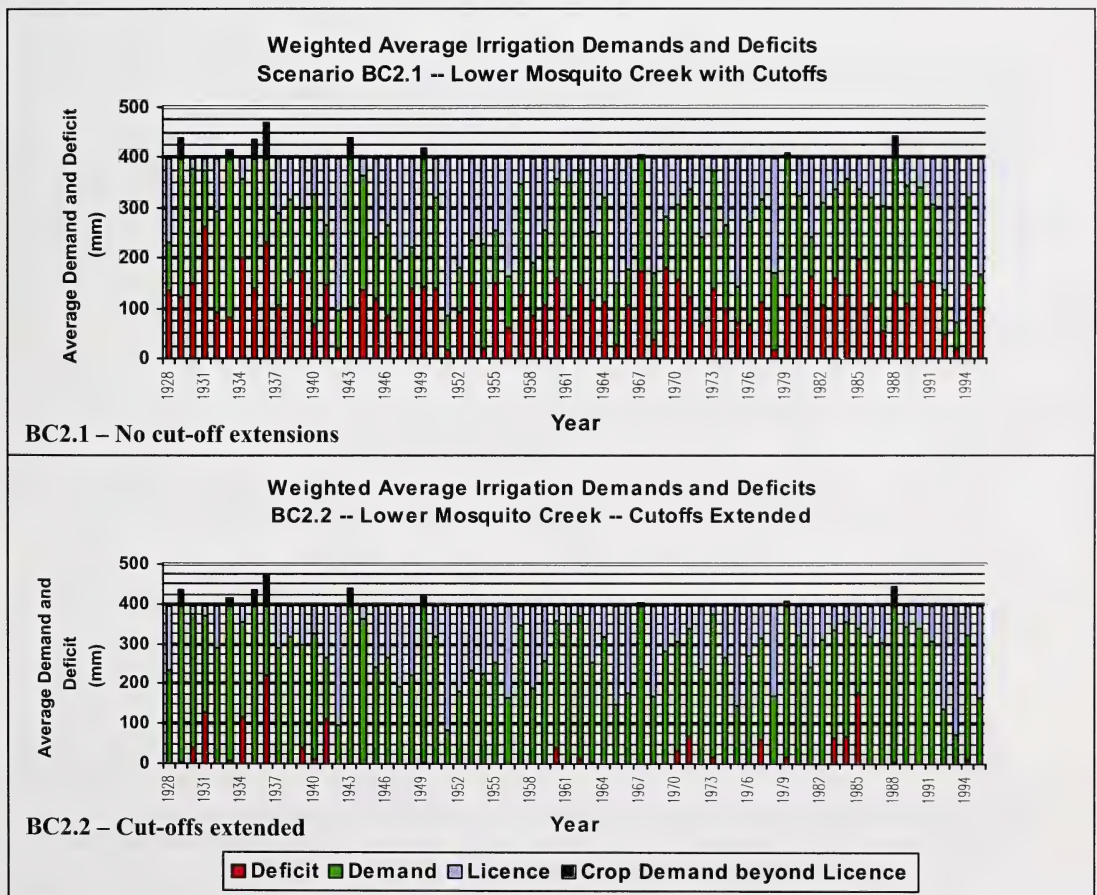 Weighted Average Irrigation Demands and Deficits
Scenario BC2.1 -- Lower Mosquito Creek with Cutoffs
Average Demand and Deficit
(mm)
500
400
300
200
100
0
1928 1931 1934 1937 1940 1943 1946 1949 1952 1955 1958 1961 1964 1967 1970 1973 1976 1979 1982 1985 1988 1991 1994
Year
BC2.1 – No cut-off extensions
Weighted Average Irrigation Demands and Deficits
BC2.2 -- Lower Mosquito Creek -- Cutoffs Extended
Average Demand and
Deficit
(mm)
500
400
300
200
100
0
1928 1931 1934 1937 1940 1943 1946 1949 1952 1955 1958 1961 1964 1967 1970 1973 1976 1979 1982 1985 1988 1991 1994
Year
BC2.2 – Cut-offs extended
Deficit Demand Licence Crop Demand beyond Licence